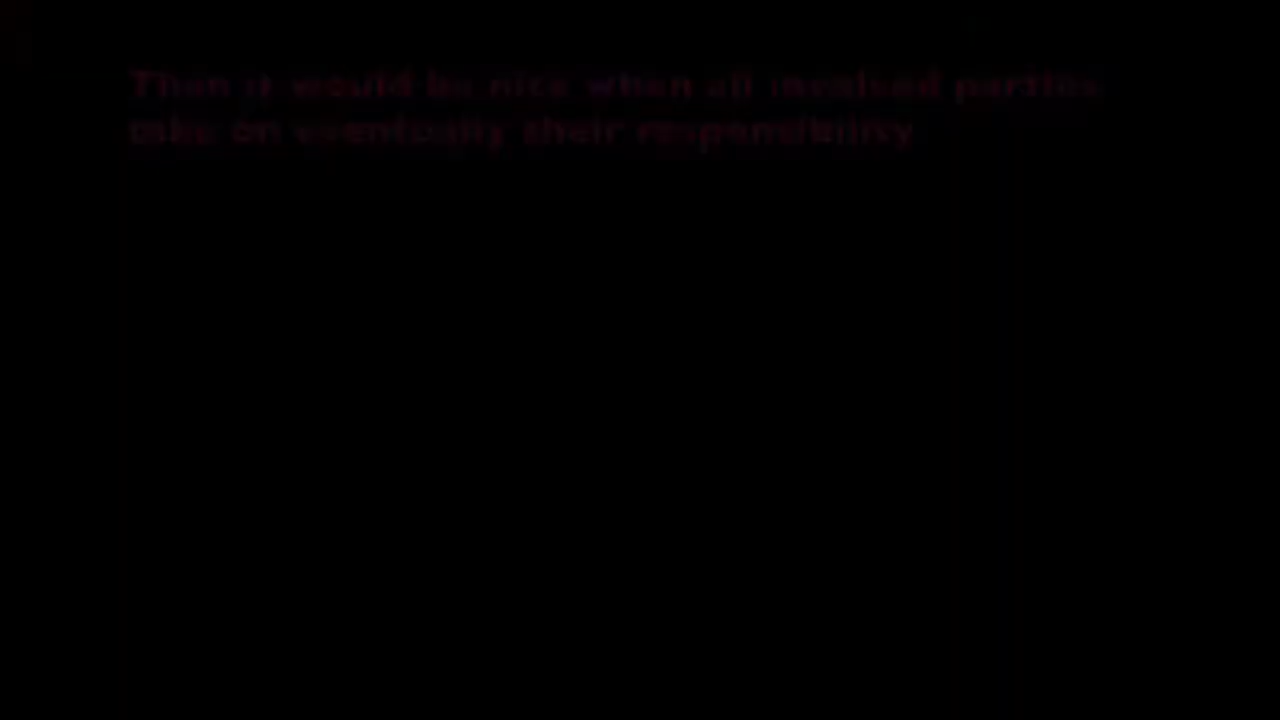 Then it would be nice when all involved parties
take on eventually their responsibility